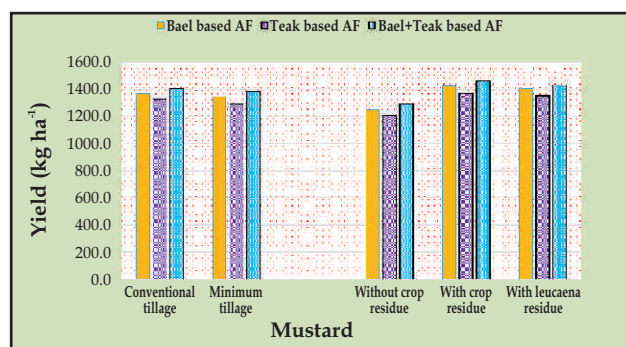 Bael based AF Teak based AF Bael+Teak based AF
1600.0
1400.0
1200.0
1000.0
800.0
600.0
400.0
200.0
0.0
Yield (kg ha⁻¹)
Conventional tillage
Minimum tillage
Without crop residue
With crop residue
With leucaena residue
Mustard